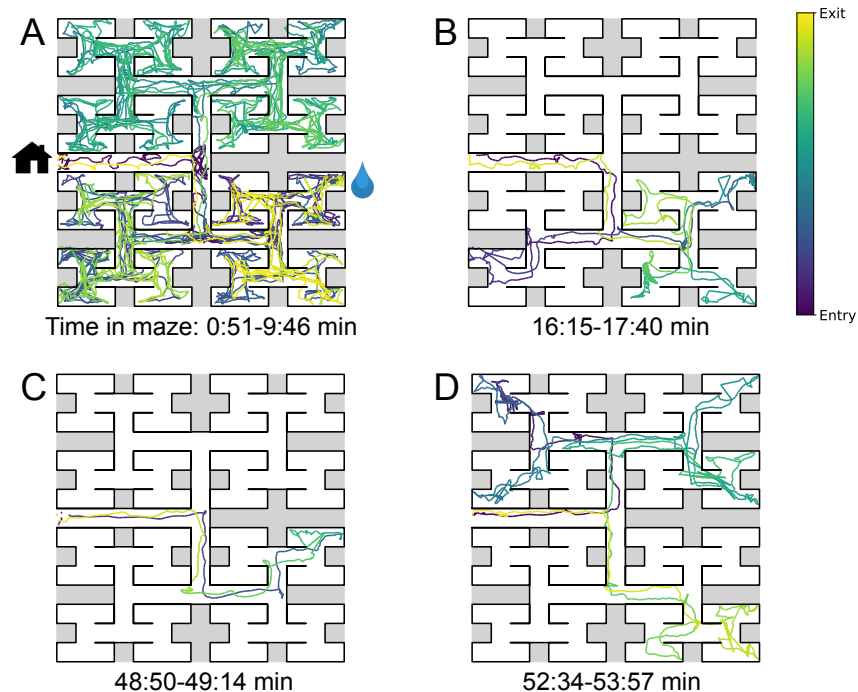 A
B
Exit
Entry
Time in maze: 0:51-9:46 min
16:15-17:40 min
C
D
48:50-49:14 min
52:34-53:57 min